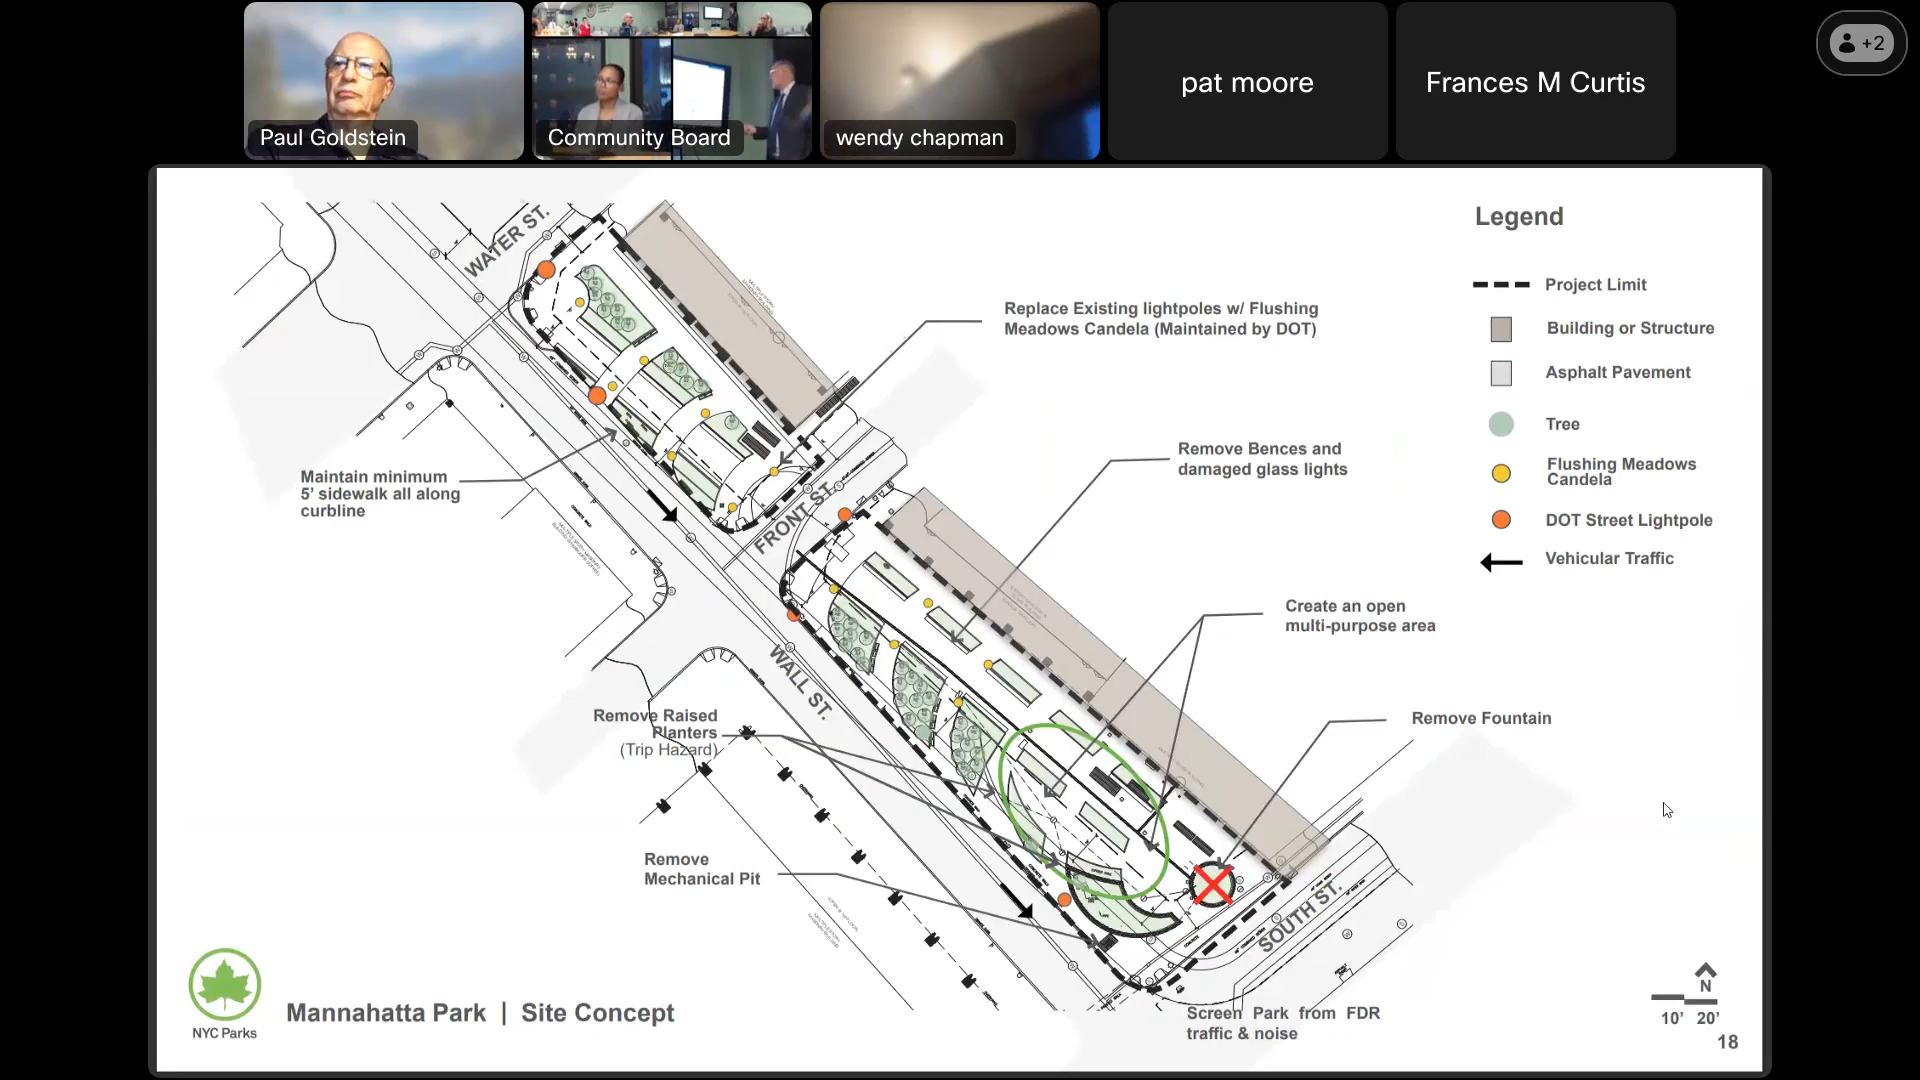 +2
pat moore
Frances M Curtis
Paul Goldstein
Community Board
wendy chapman
Legend
Project Limit
Building or Structure
Asphalt Pavement
Tree
Flushing Meadows
Candela
DOT Street Lightpole
Vehicular Traffic
WATER ST.
Replace Existing lightpoles w/ Flushing
Meadows Candela (Maintained by DOT)
Remove Bences and
damaged glass lights
Maintain minimum
5’ sidewalk all along
curbline
FRONT ST.
Create an open
multi-purpose area
WALL ST.
Remove Raised
Planters
(Trip Hazard)
Remove Fountain
Remove
Mechanical Pit
SOUTH ST.
Screen Park from FDR
traffic & noise
NYC Parks
Mannahatta Park | Site Concept
N
10’ 20’
18